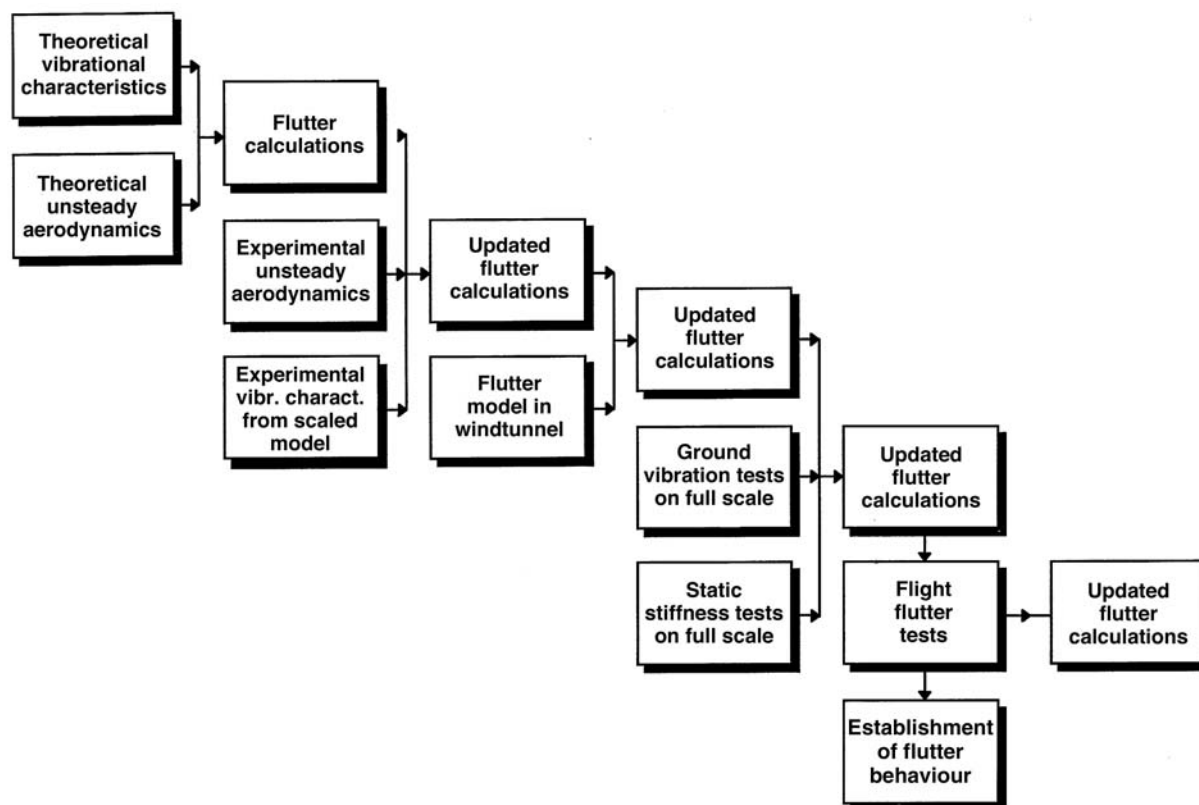 Theoretical
vibrational
characteristics
Theoretical
unsteady
aerodynamics
Flutter
calculations
Experimental
unsteady
aerodynamics
Experimental
vibr. charact.
from scaled
model
Updated
flutter
calculations
Flutter
model in
windtunnel
Updated
flutter
calculations
Ground
vibration tests
on full scale
Static
stiffness tests
on full scale
Updated
flutter
calculations
Flight
flutter
tests
Updated
flutter
calculations
Establishment
of flutter
behaviour